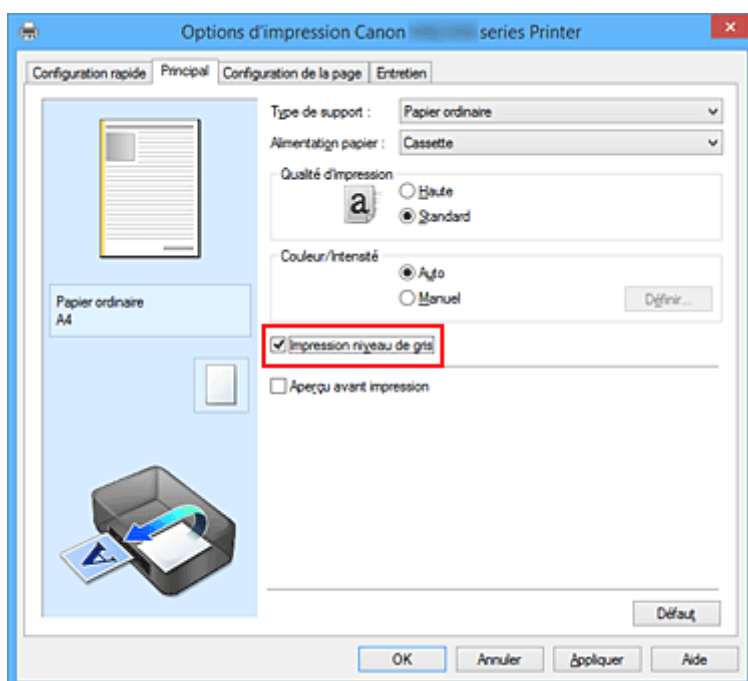 Options d'impression Canon series Printer
Configuration rapide Principal Configuration de la page Entretien
Type de support : Papier ordinaire
Alimentation papier : Cassette
Qualité d'impression
a
Haute
Standard
Couleur/Intensité
Auto
Manuel Définir...
Papier ordinaire
A4
Impression niveau de gris
Aperçu avant impression
A
Défaut
OK Annuler Appliquer Aide